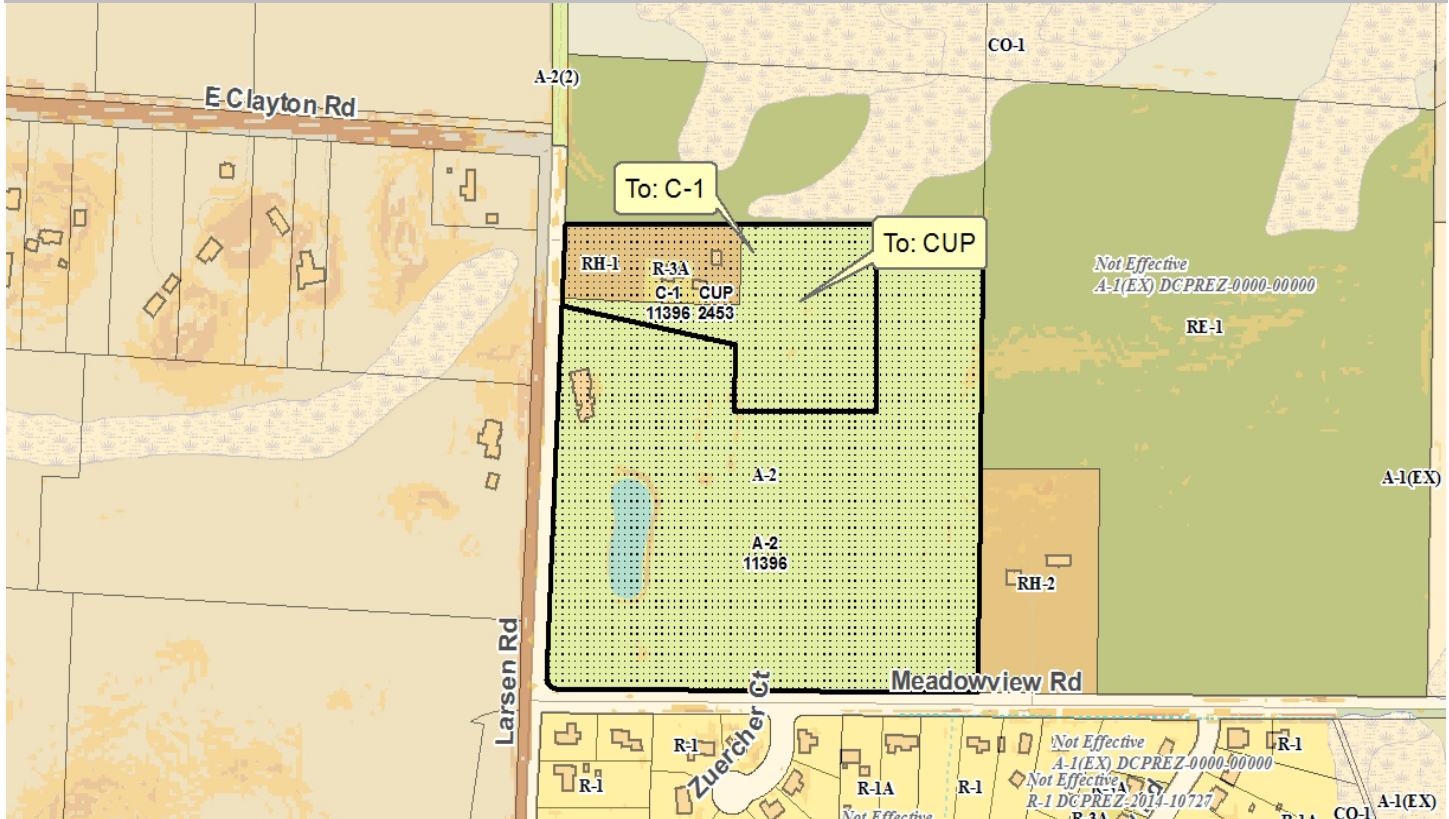 CO-1
A-2(2)
E Clayton Rd
To: C-1
To: CUP
RH-1
R-3A
C-1 CUP
11396 2453
Not Effective
A-1(EX) DCPREZ-0000-00000
RE-1
A-2
A-1(EX)
A-2
11396
RH-2
Larsen Rd
Meadowview Rd
Zuercher Ct
R-1
R-1
R-1A
R-1
Not Effective
A-1(EX) DCPREZ-0000-00000
R-1
Not Effective
R-1 DCPREZ-2014-10727
R-3A
Not Effective
R-1A
CO-1
A-1(EX)